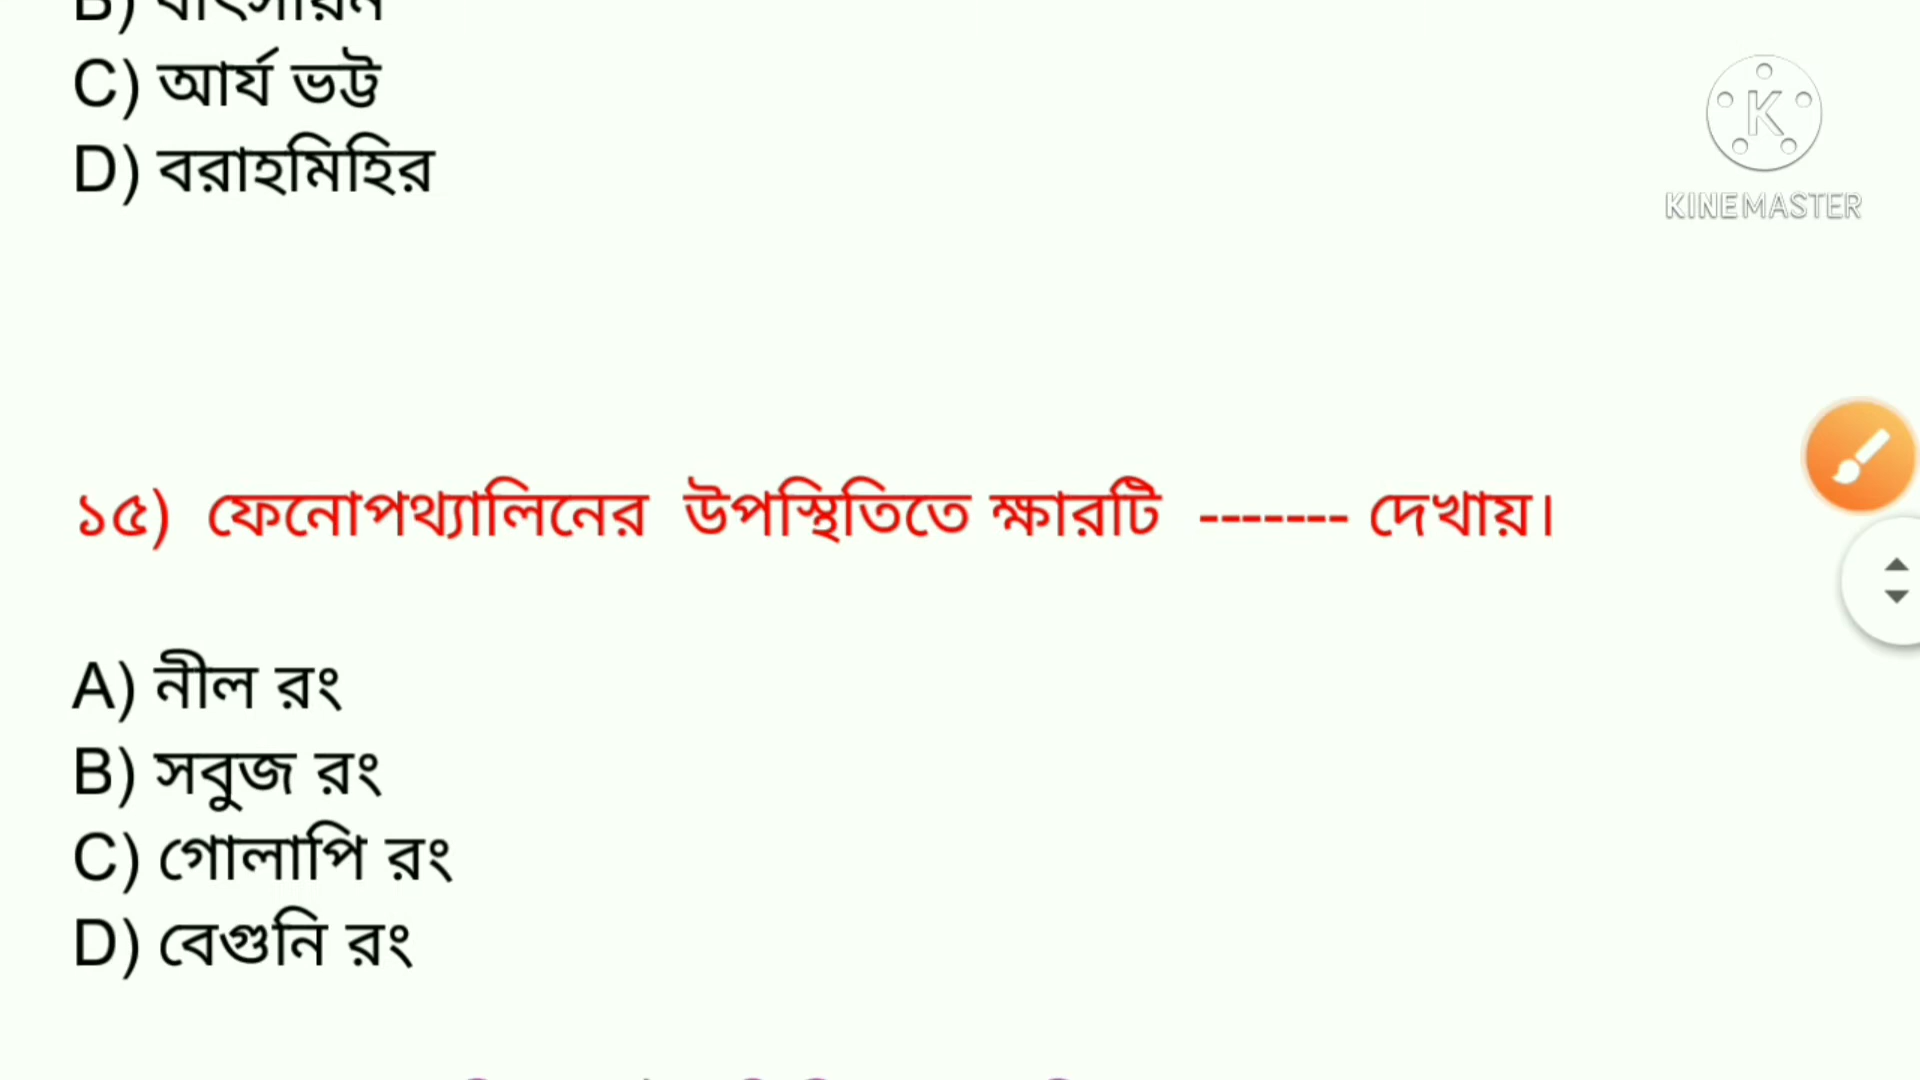 C) আর্য ভট্ট
D) বরাহমিহির
KINEMASTER
১৫) ফেনোপথ্যালিনের উপস্থিতিতে ক্ষারটি ------- দেখায়।
A) নীল রং
B) সবুজ রং
C) গোলাপি রং
D) বেগুনি রং